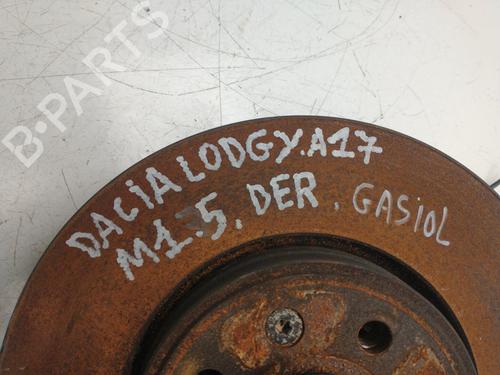 B-PARTS
DACIA LODGY.A17
M1.5. DER. GASiOL